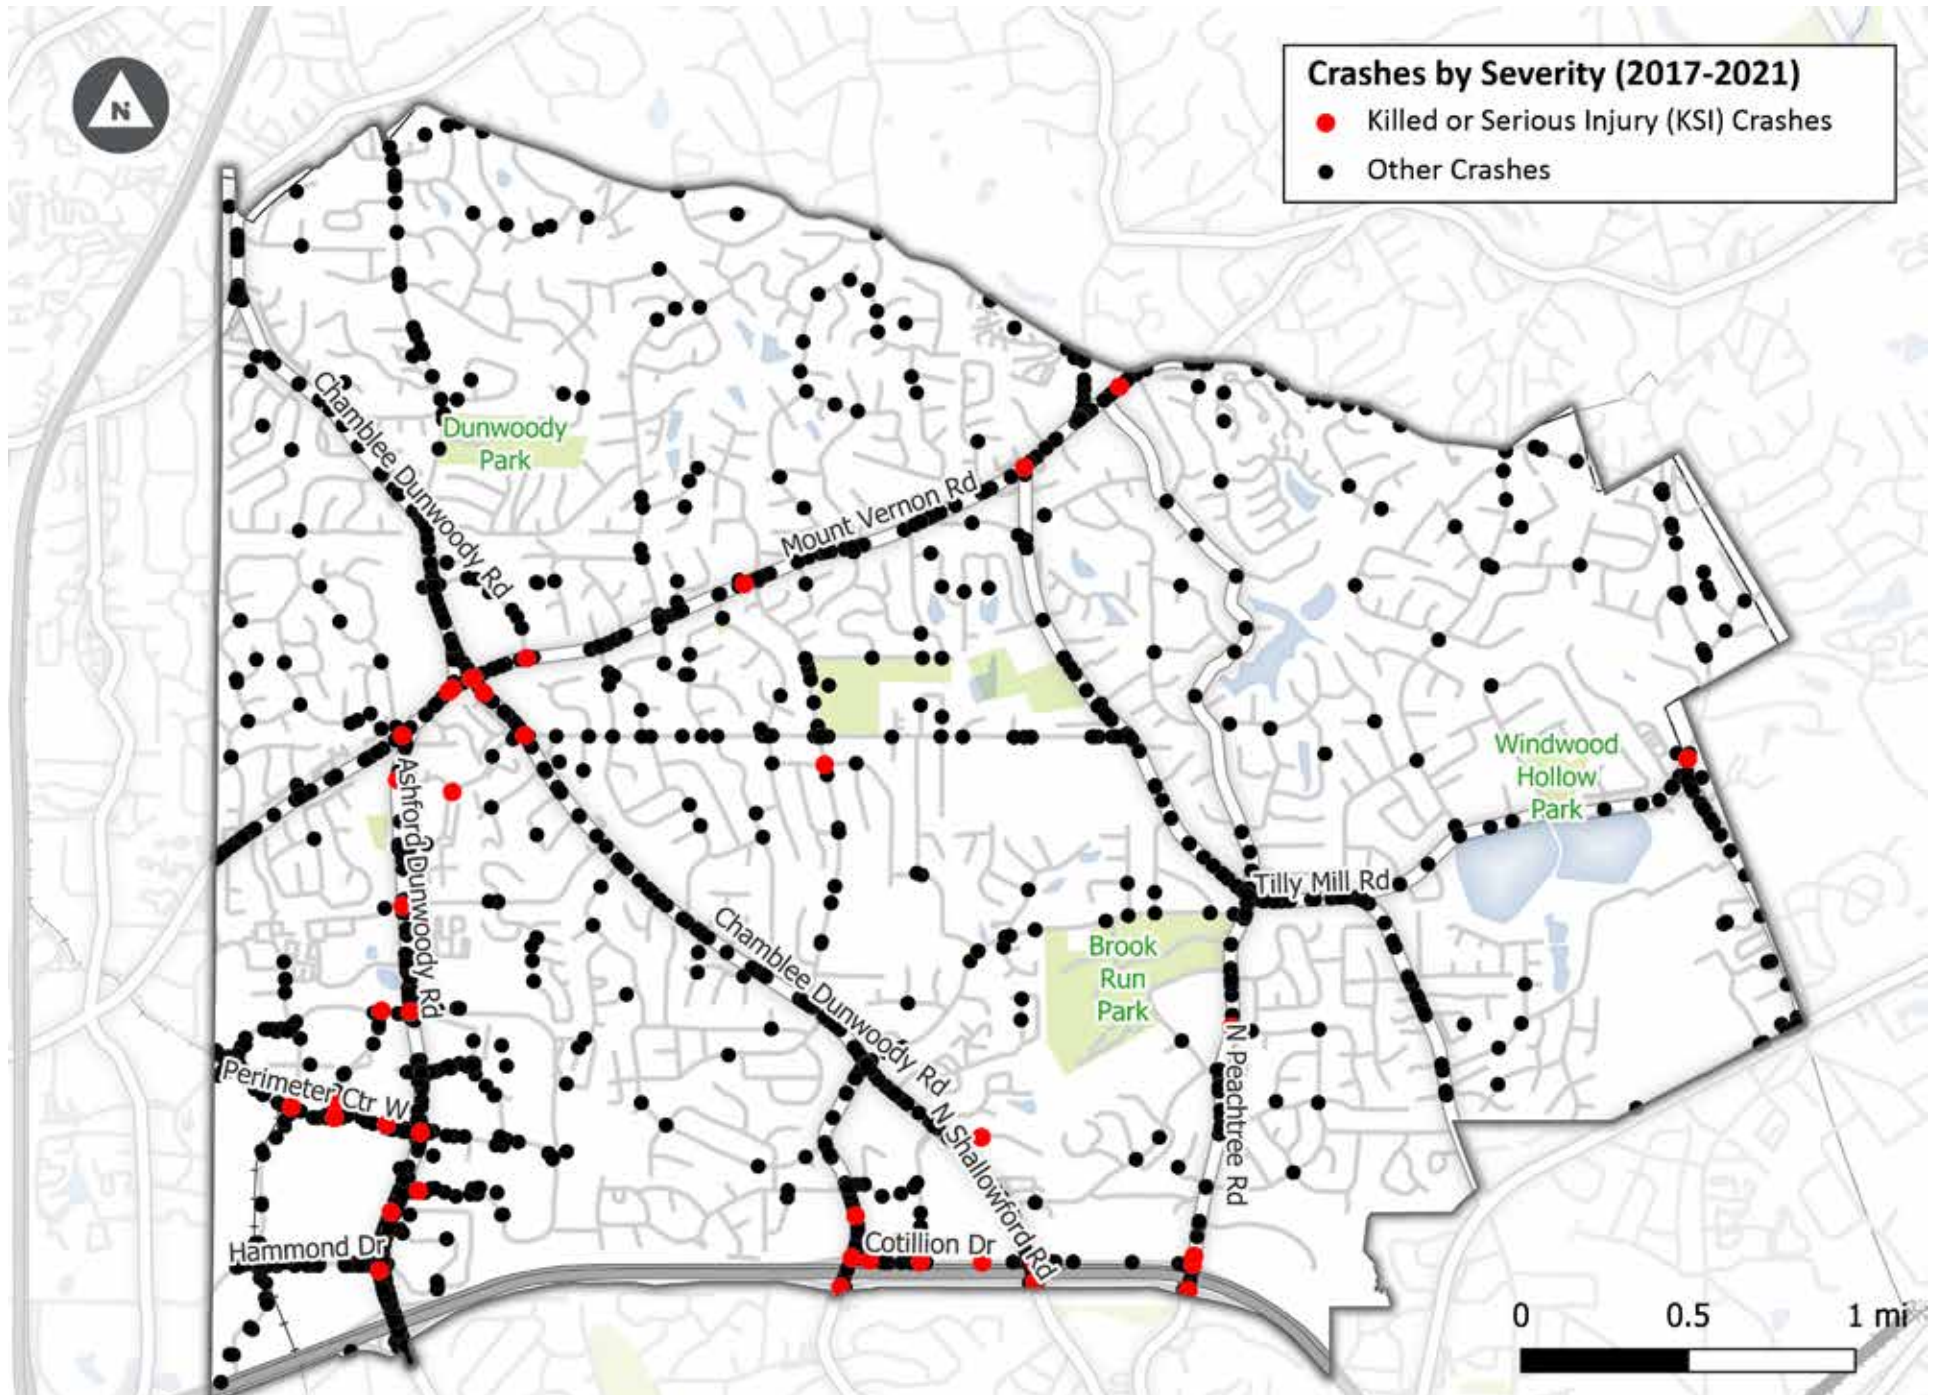 N
Crashes by Severity (2017-2021)
Killed or Serious Injury (KSI) Crashes
Other Crashes
Chamblee Dunwoody Rd
Dunwoody
Park
Mount Vernon Rd
Ashford Dunwoody Rd
Windwood
Hollow
Park
Tilly Mill Rd
Chamblee Dunwoody Rd
Brook
Run
Park
N Peachtree Rd
Perimeter Ctr W
N Shallowford Rd
Hammond Dr
Cotillion Dr
0 0.5 1 mi